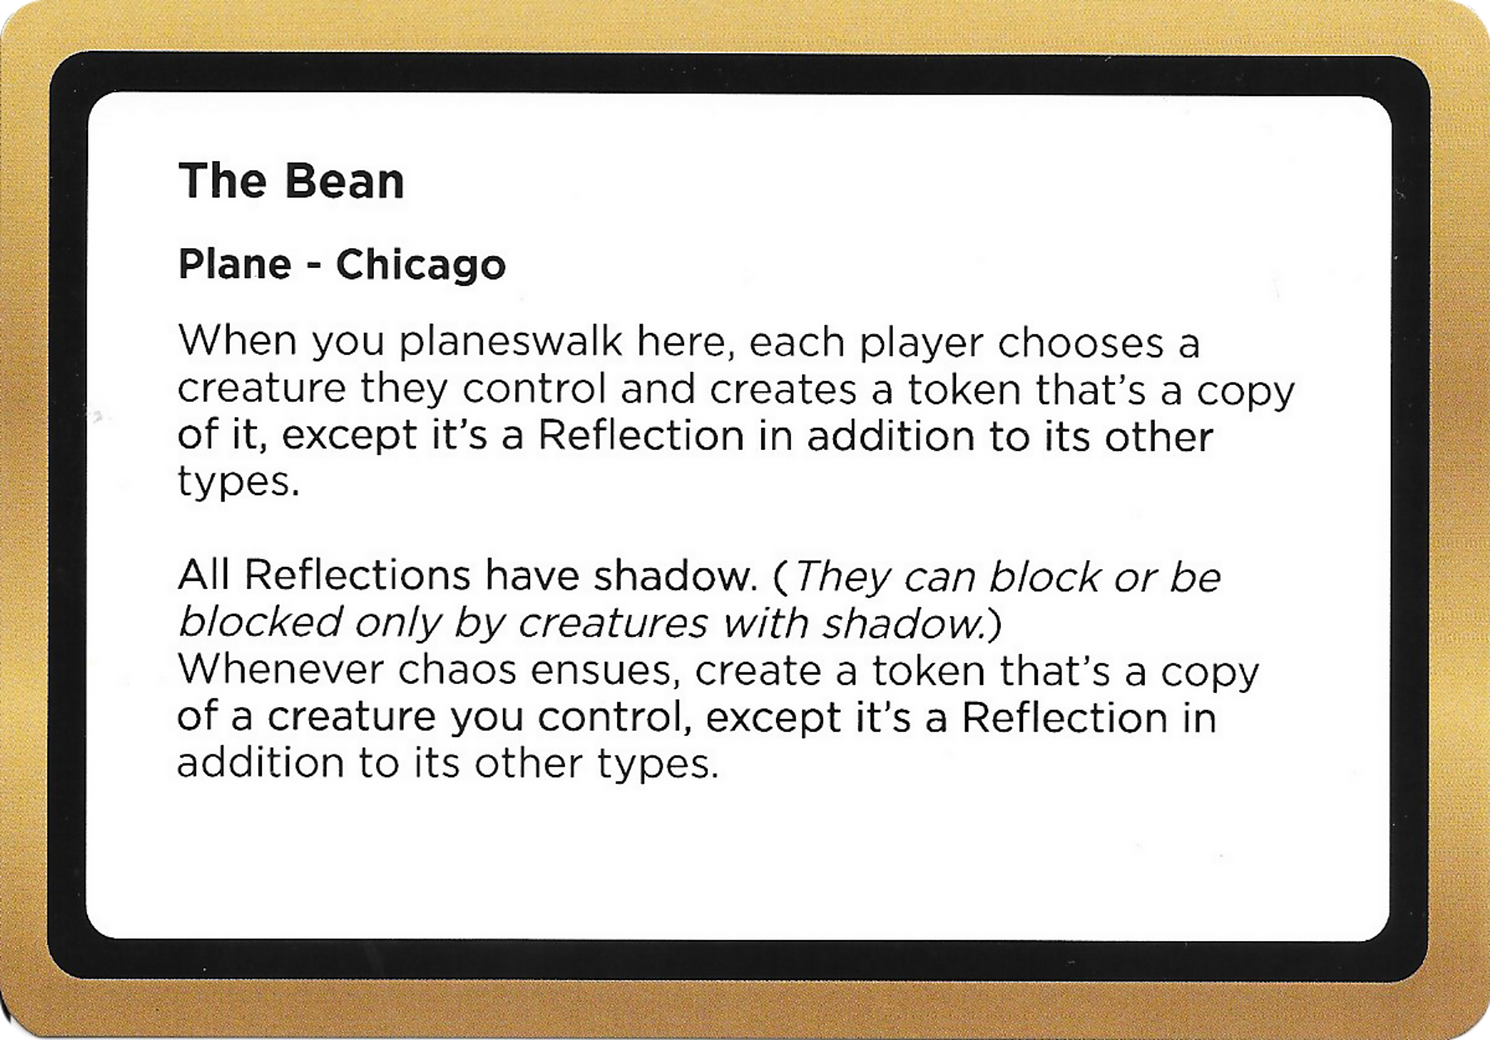 The Bean
Plane - Chicago
When you planeswalk here, each player chooses a
creature they control and creates a token that's a copy
of it, except it's a Reflection in addition to its other
types.
All Reflections have shadow. (They can block or be
blocked only by creatures with shadow.)
Whenever chaos ensues, create a token that's a copy
of a creature you control, except it's a Reflection in
addition to its other types.